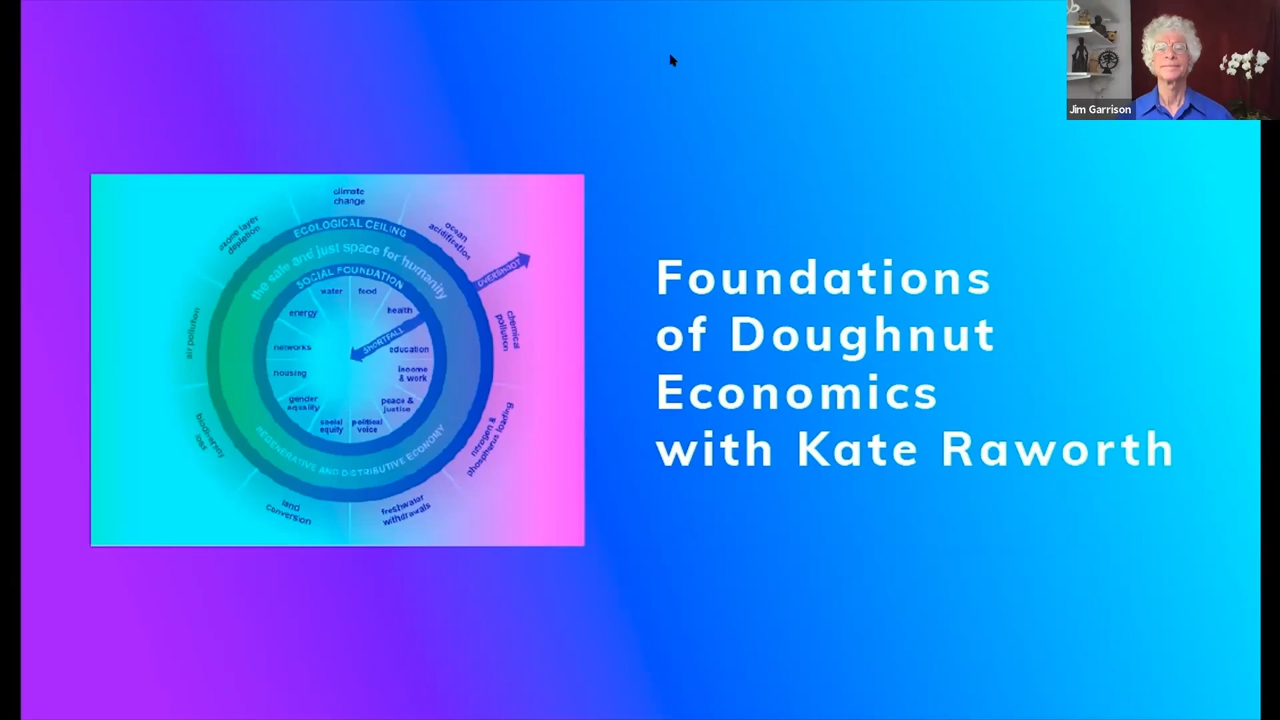 Jim Garrison
climate
change
ozone layer
depletion
ocean
acidification
ECOLOGICAL CEILING
the safe and just space for humanity
OVERSHOOT
SOCIAL FOUNDATION
water
food
energy
health
SHORTFALL
air pollution
chemical
pollution
networks
education
housing
income
& work
gender
equality
peace &
justice
social
equity
political
voice
biodiversity
loss
nitrogen &
phosphorus loading
REGENERATIVE AND DISTRIBUTIVE ECONOMY
land
conversion
freshwater
withdrawals
Foundations
of Doughnut
Economics
with Kate Raworth